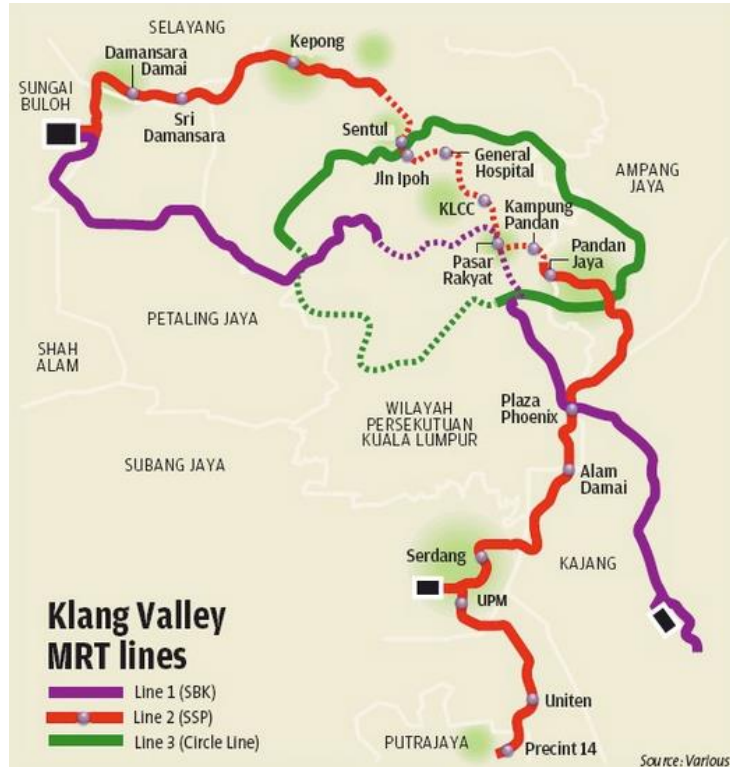 SELAYANG
Damansara
Damai
Kepong
SUNGAI
BULOH
Sri
Damansara
Sentul
Jln Ipoh
General
Hospital
AMPANG
JAYA
KLCC
Kampung
Pandan
Pasar
Rakyat
Pandan
Jaya
PETALING JAYA
SHAH
ALAM
WILAYAH
PERSEKUTUAN
KUALA LUMPUR
Plaza
Phoenix
SUBANG JAYA
Alam
Damai
Serdang
KAJANG
UPM
Klang Valley
MRT lines
Line 1 (SBK)
Line 2 (SSP)
Line 3 (Circle Line)
Uniten
PUTRAJAYA
Precint 14
Source: Various